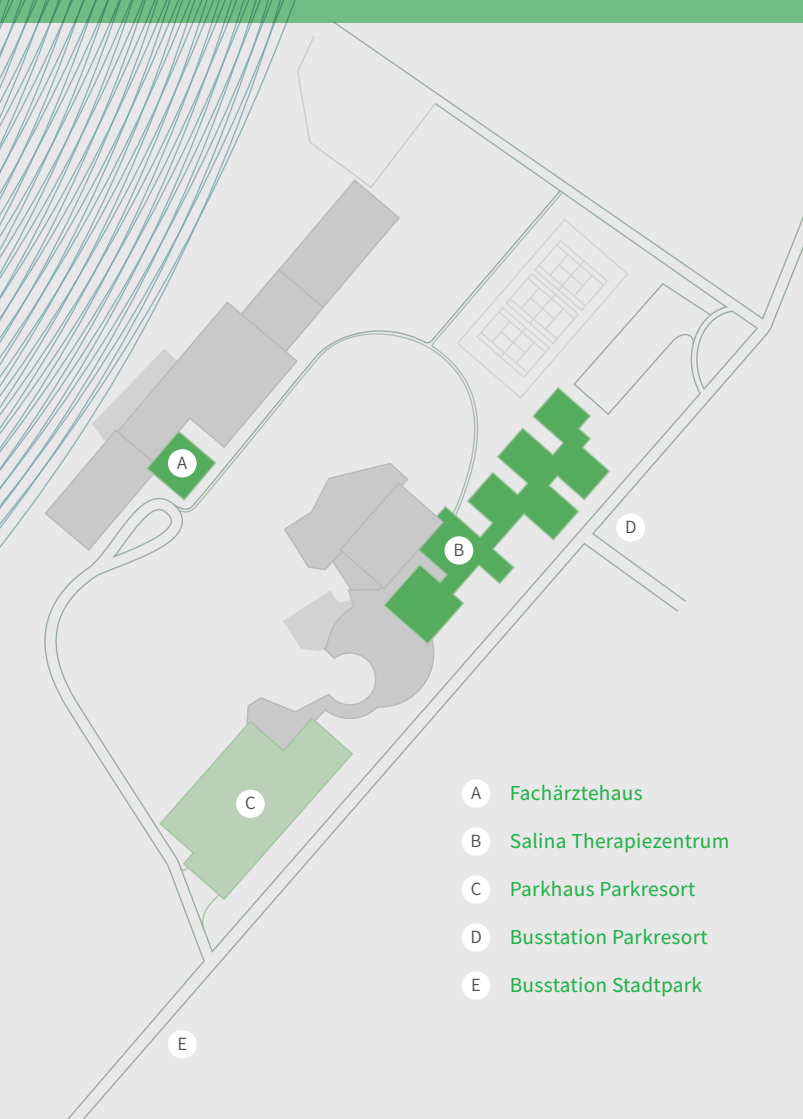 A
B
D
C
A Fachärztehaus
B Salina Therapiezentrum
C Parkhaus Parkresort
D Busstation Parkresort
E Busstation Stadtpark
E